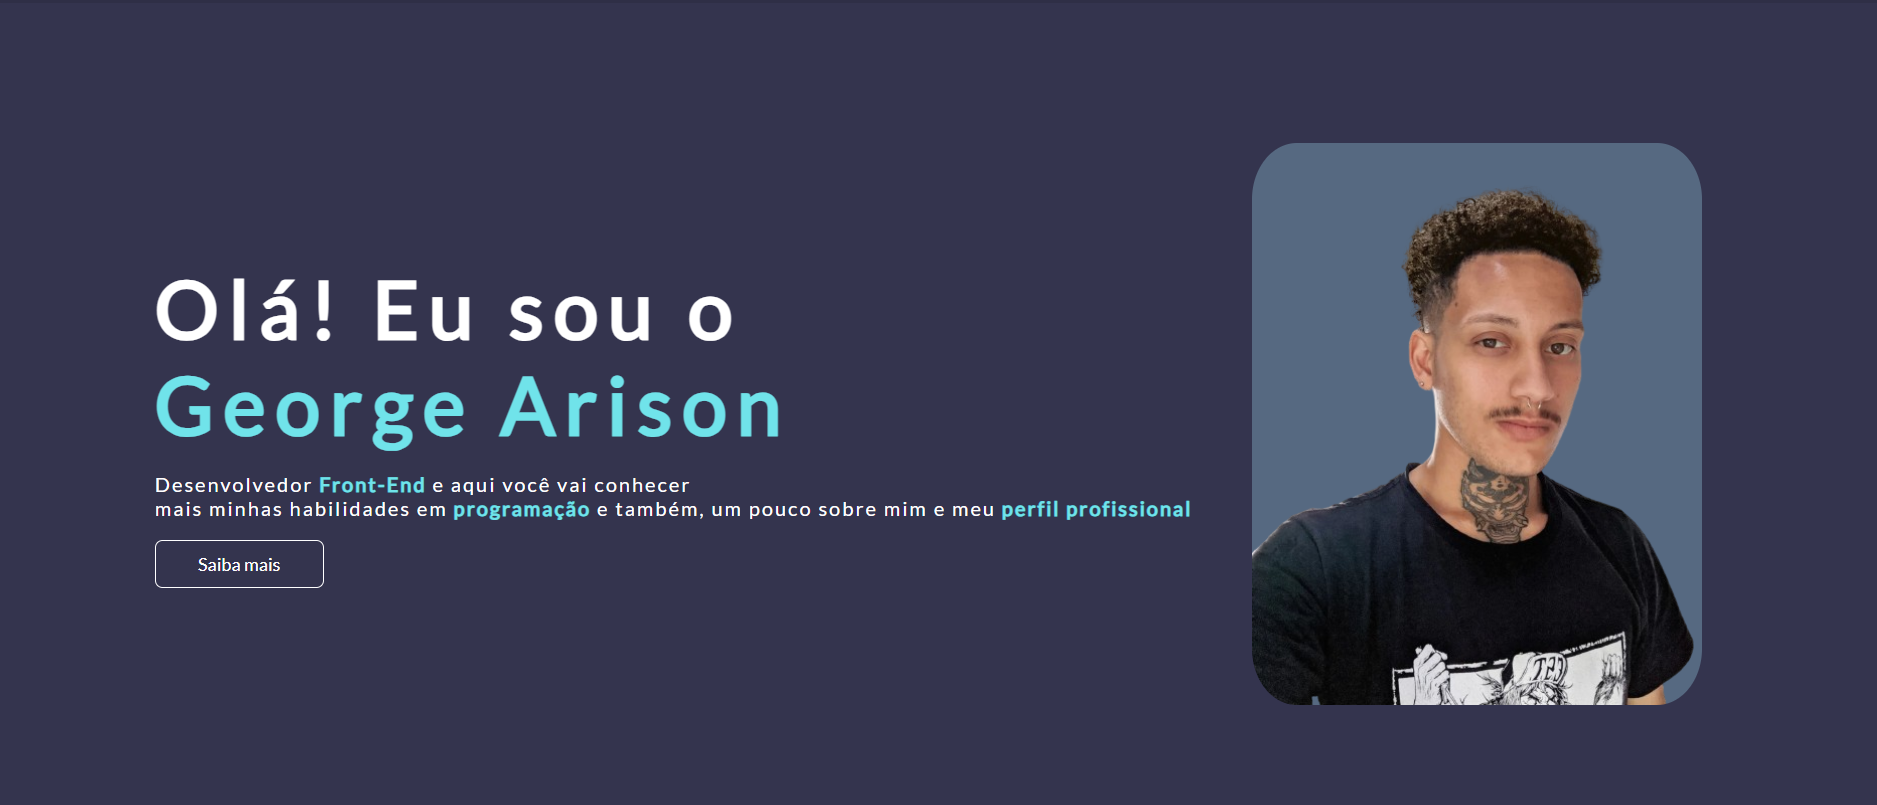 Olá! Eu sou o
George Arison
Desenvolvedor Front-End e aqui você vai conhecer
mais minhas habilidades em programação e também, um pouco sobre mim e meu perfil profissional
Saiba mais